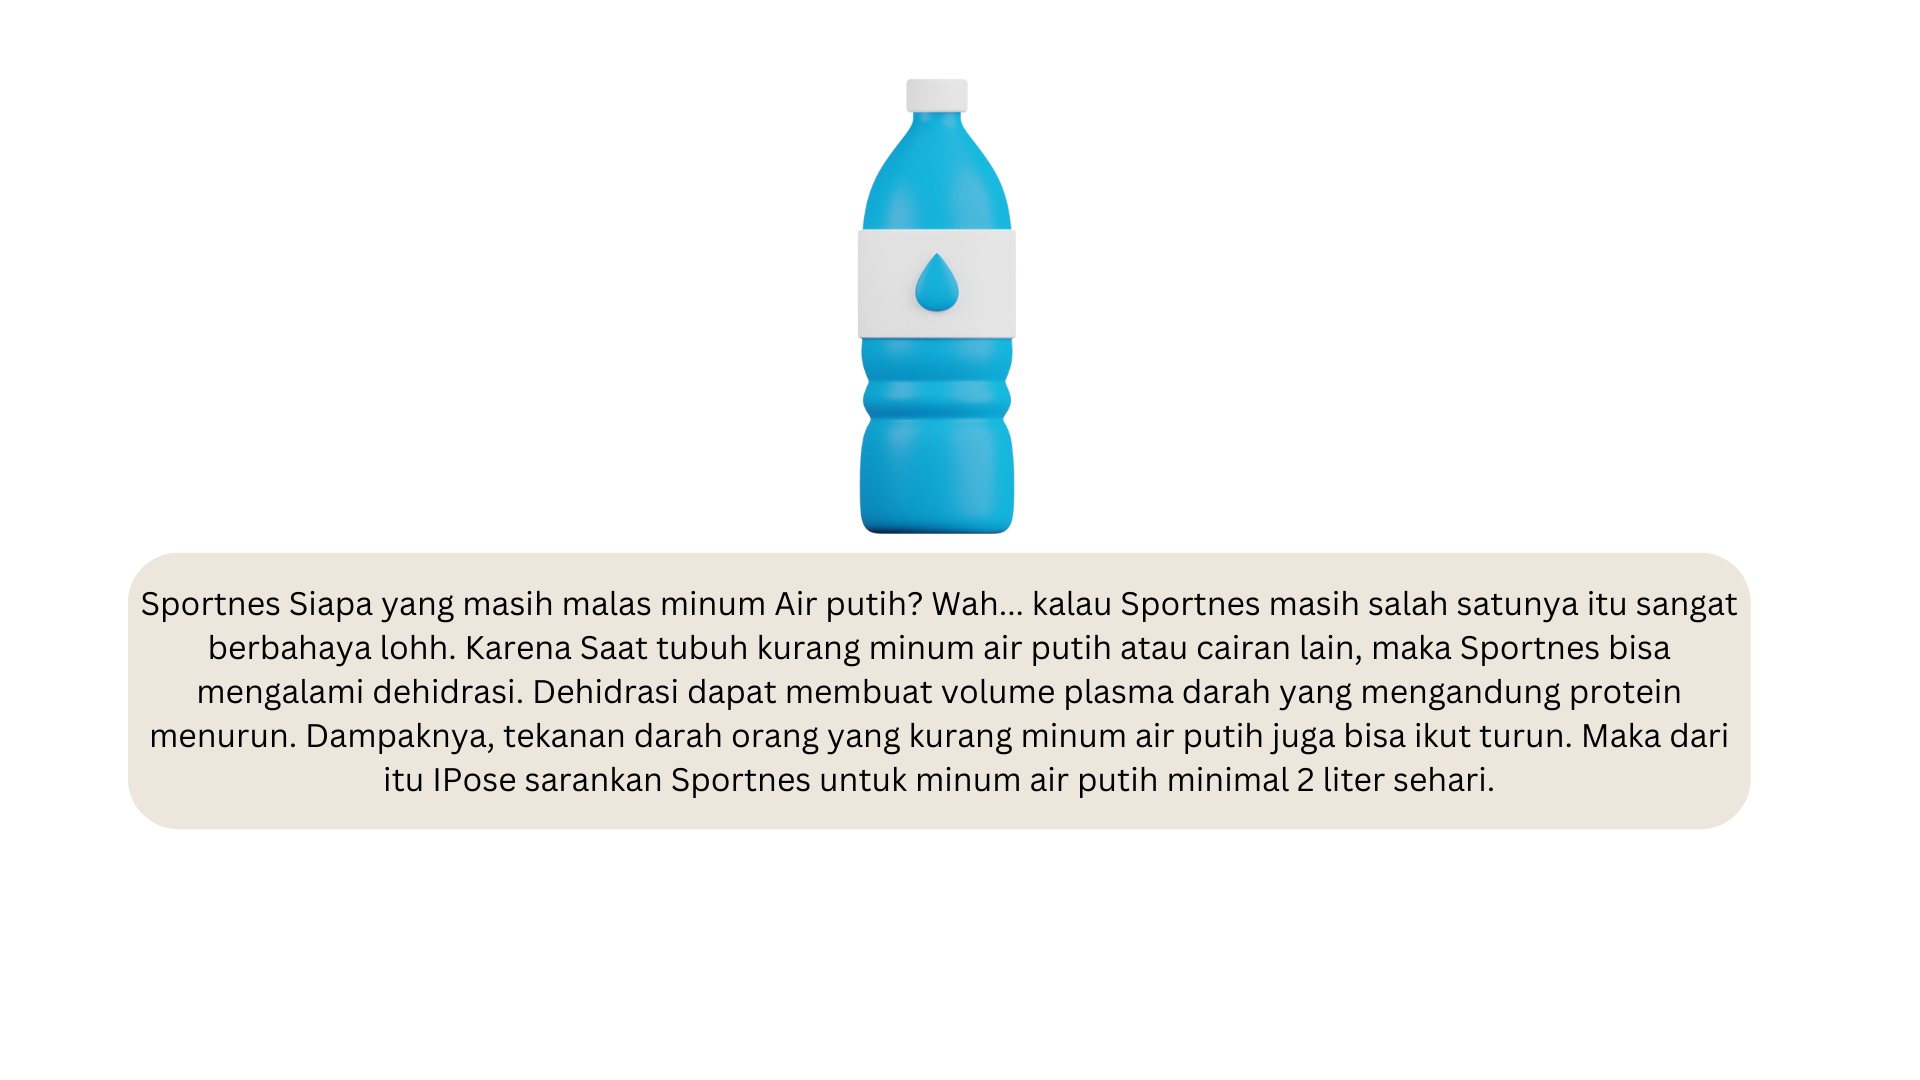 Sportnes Siapa yang masih malas minum Air putih? Wah... kalau Sportnes masih salah satunya itu sangat
berbahaya lohh. Karena Saat tubuh kurang minum air putih atau cairan lain, maka Sportnes bisa
mengalami dehidrasi. Dehidrasi dapat membuat volume plasma darah yang mengandung protein
menurun. Dampaknya, tekanan darah orang yang kurang minum air putih juga bisa ikut turun. Maka dari
itu IPose sarankan Sportnes untuk minum air putih minimal 2 liter sehari.